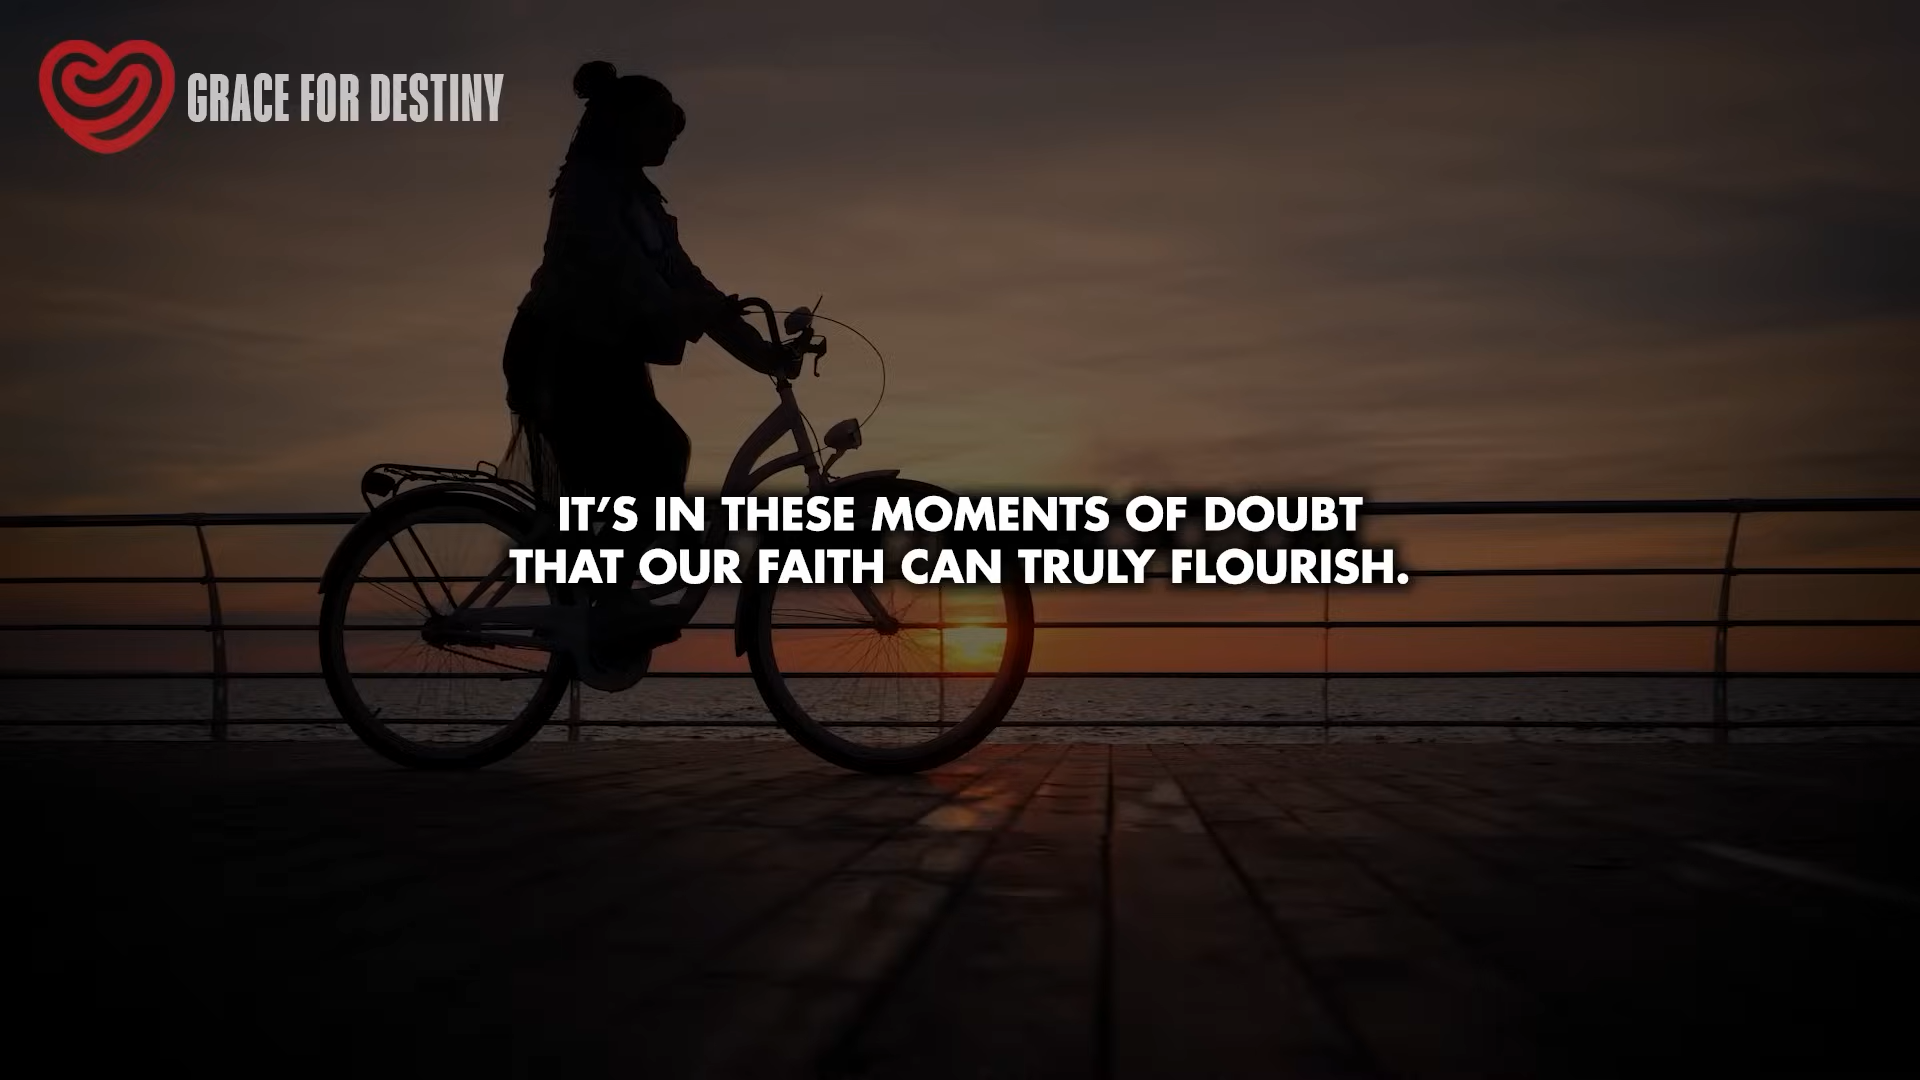 GRACE FOR DESTINY
IT’S IN THESE MOMENTS OF DOUBT
THAT OUR FAITH CAN TRULY FLOURISH.